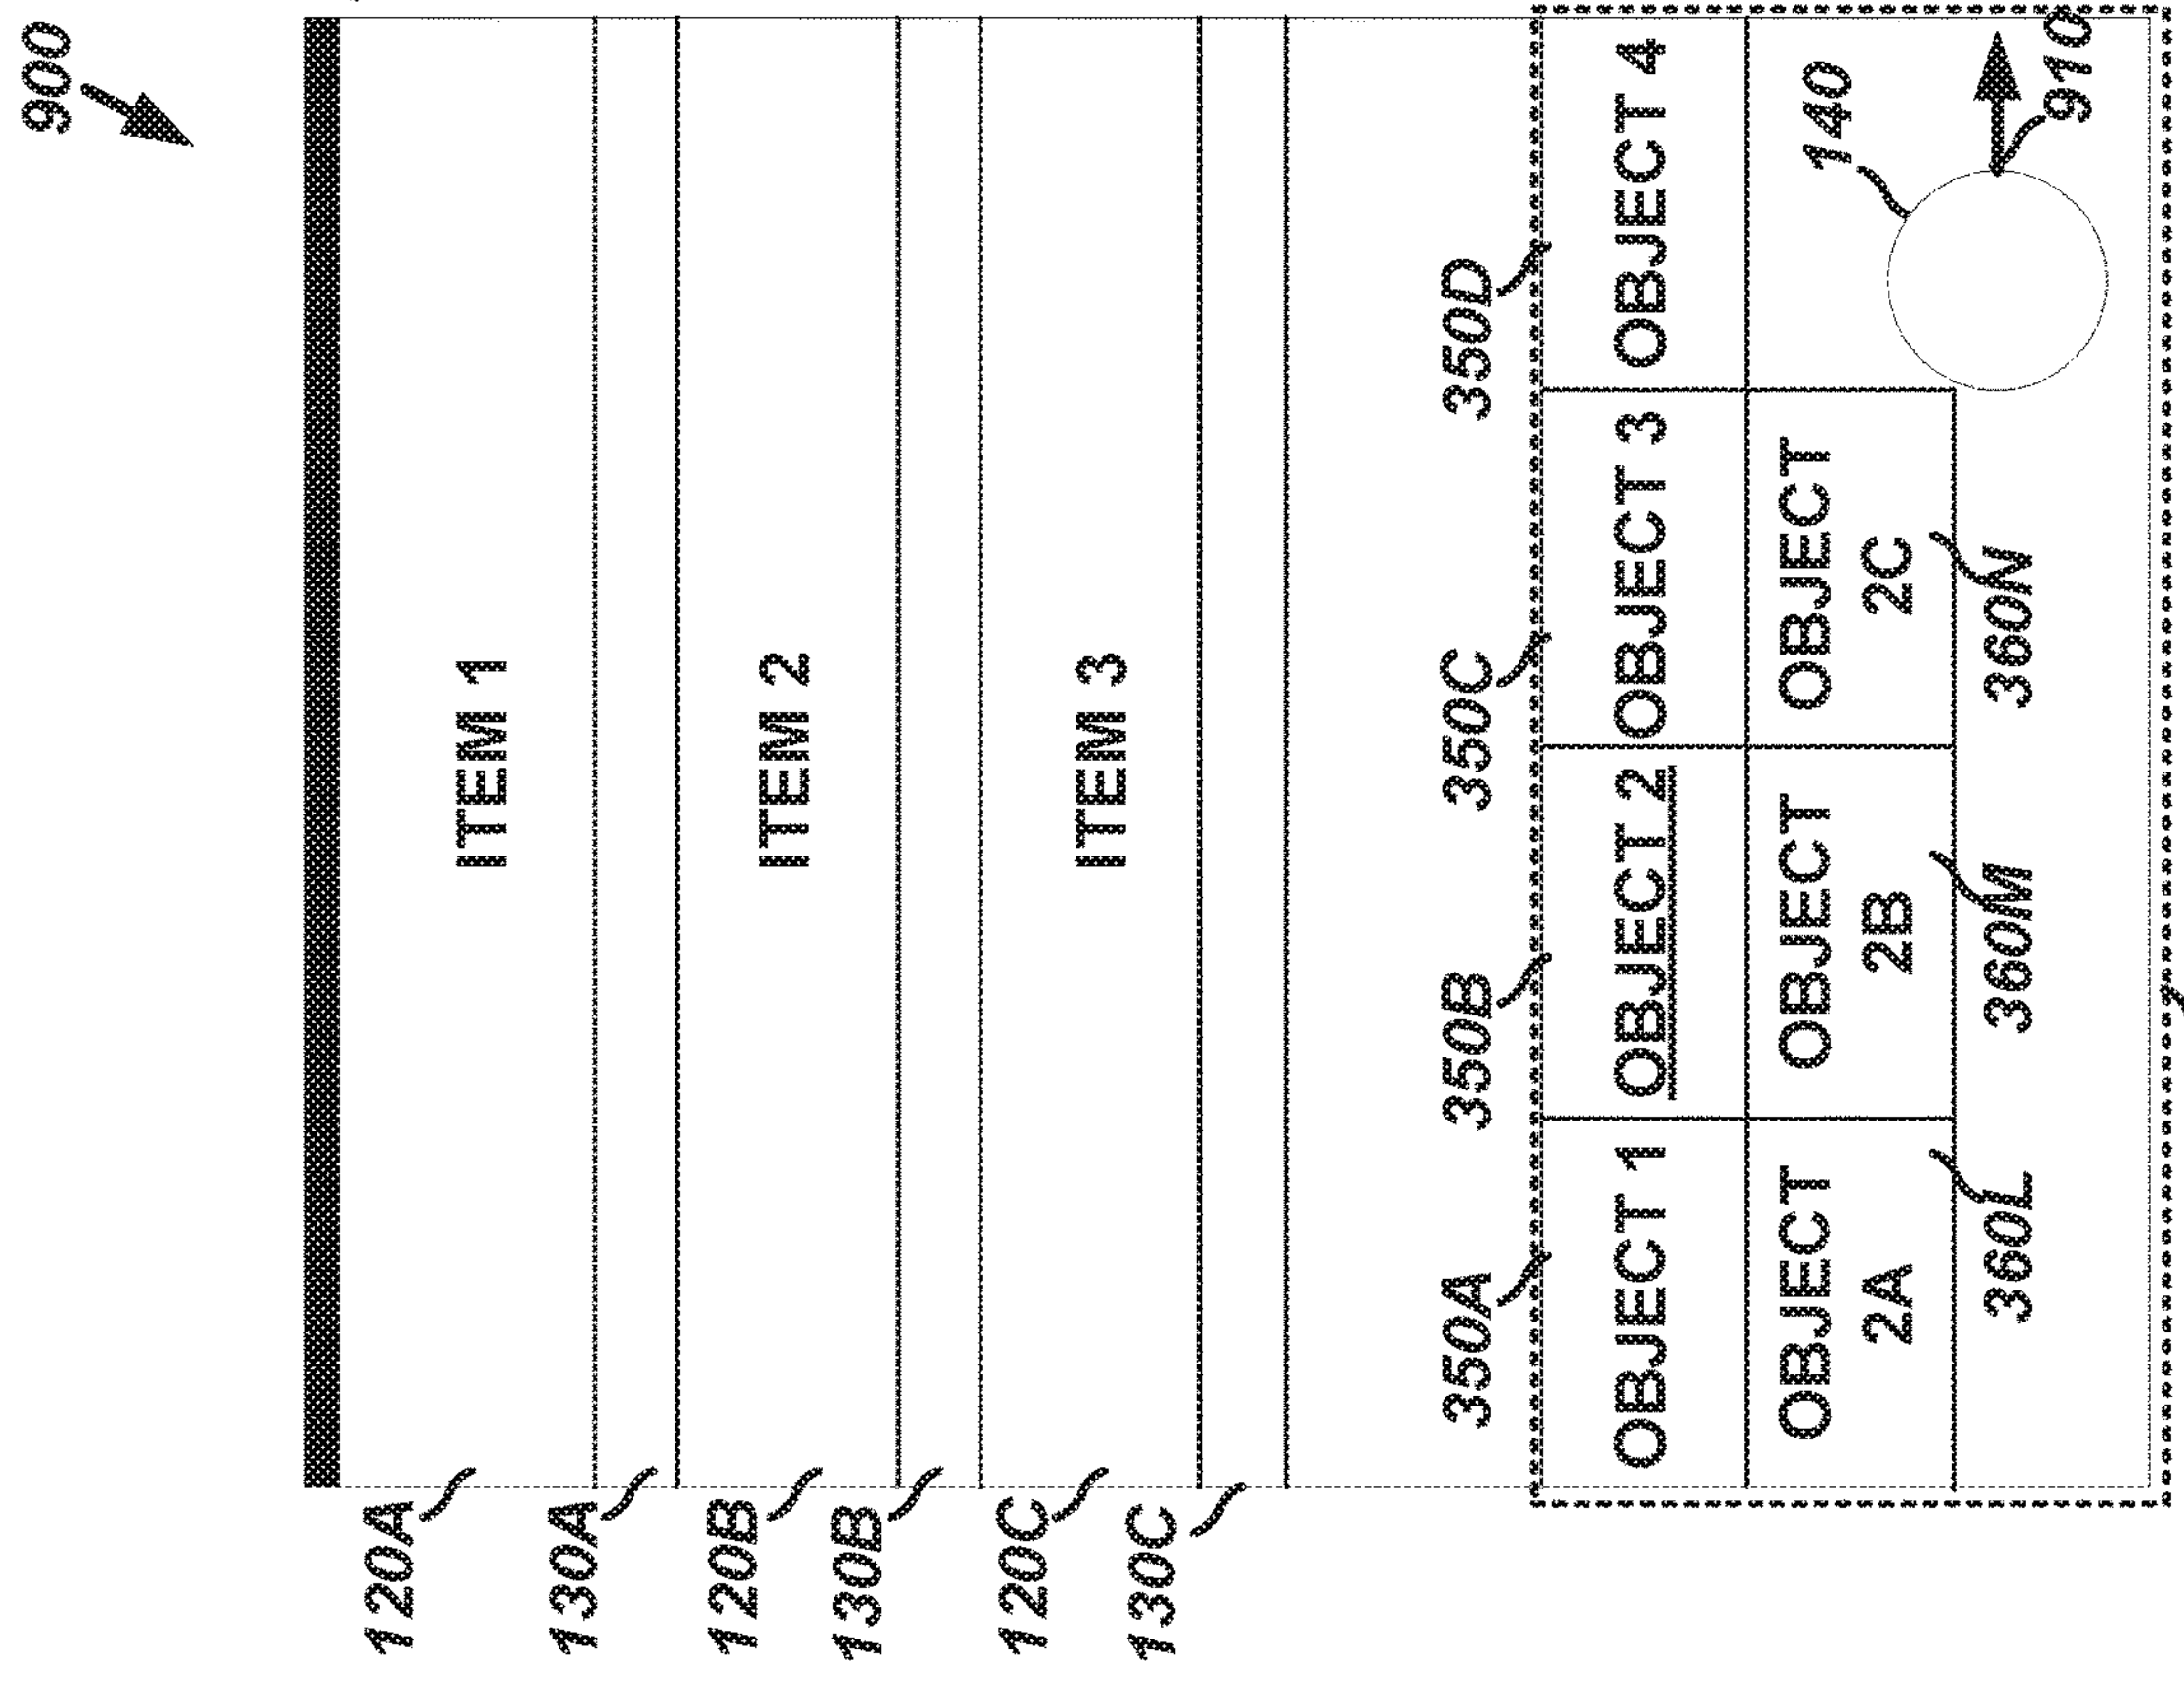 900
ITEM 1
120A
130A
ITEM 2
120B
130B
ITEM 3
120C
130C
350A
350B
350C
350D
OBJECT 1
OBJECT 2
OBJECT 3
OBJECT 4
OBJECT
2A
OBJECT
2B
OBJECT
2C
140
360L
360M
360N
910